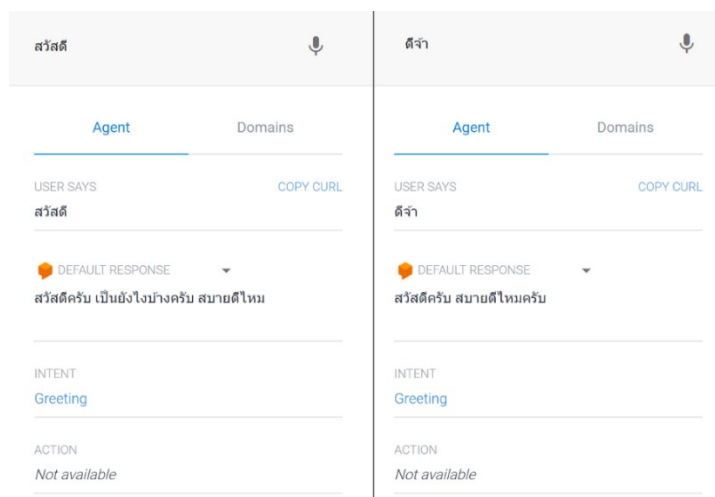 สวัสดี
Agent
Domains
USER SAYS
COPY CURL
สวัสดี
DEFAULT RESPONSE
สวัสดีครับ เป็นยังไงบ้างครับ สบายดีไหม
INTENT
Greeting
ACTION
Not available
ดีจ้า
Agent
Domains
USER SAYS
COPY CURL
ดีจ้า
DEFAULT RESPONSE
สวัสดีครับ สบายดีไหมครับ
INTENT
Greeting
ACTION
Not available